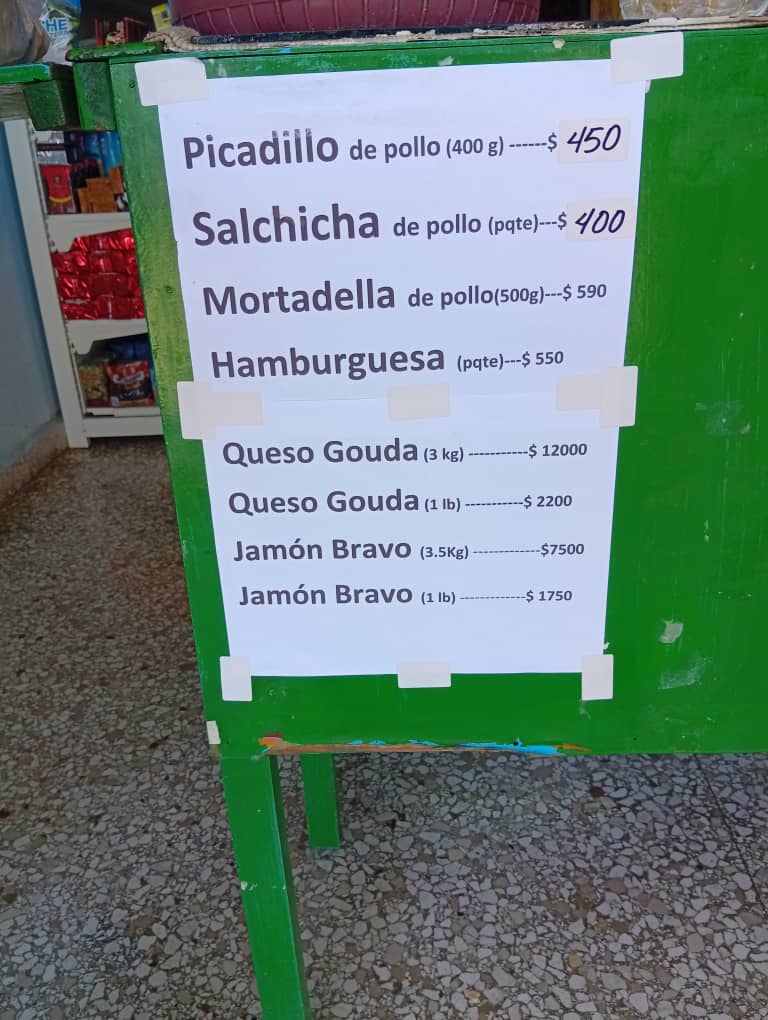 HE
Picadillo de pollo (400 g) ------$ 450
Salchicha de pollo (pqte)---$ 400
Mortadella de pollo(500g)---$ 590
Hamburguesa (pqte)---$ 550
Queso Gouda (3 kg) -----------$ 12000
Queso Gouda (1 lb) -----------$ 2200
Jamón Bravo (3.5Kg) -------------$7500
Jamón Bravo (1 lb) -------------$ 1750